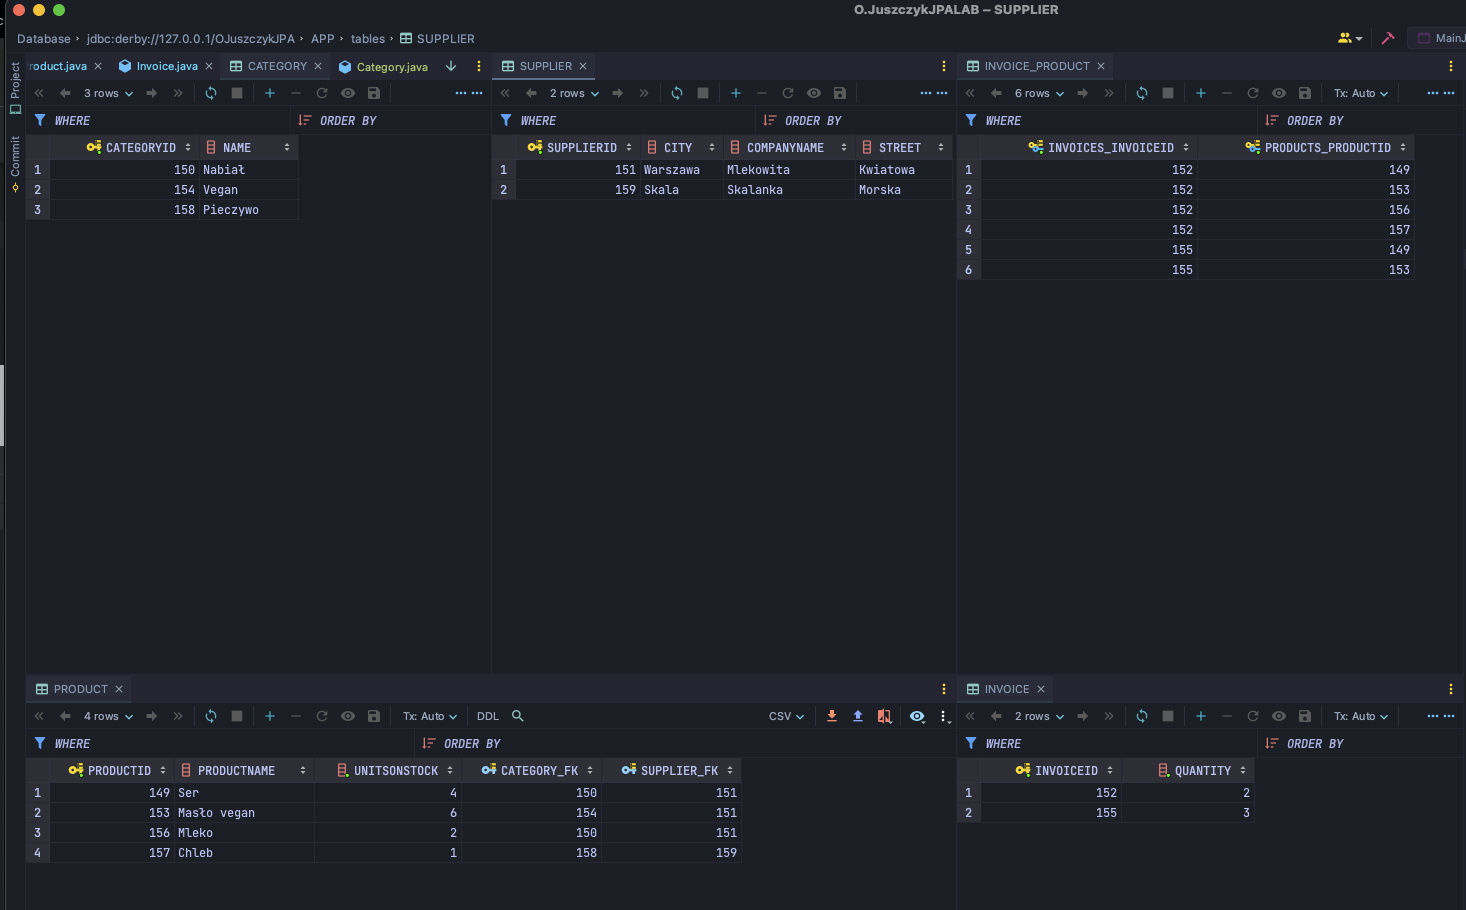 O.JuszczykJPALAB – SUPPLIER
Database › jdbc:derby://127.0.0.1/OJuszczykJPA › APP › tables › SUPPLIER
MainJ
Project
Commit
roduct.java × Invoice.java × CATEGORY × Category.java
3 rows
WHERE ORDER BY
CATEGORYID NAME
1 150 Nabiał
2 154 Vegan
3 158 Pieczywo
SUPPLIER ×
2 rows
WHERE ORDER BY
SUPPLIERID CITY COMPANYNAME STREET
1 151 Warszawa Mlekowita Kwiatowa
2 159 Skala Skalanka Morska
INVOICE_PRODUCT ×
6 rows Tx: Auto
WHERE ORDER BY
INVOICES_INVOICEID PRODUCTS_PRODUCTID
1 152 149
2 152 153
3 152 156
4 152 157
5 155 149
6 155 153
PRODUCT ×
4 rows Tx: Auto DDL CSV
WHERE ORDER BY
PRODUCTID PRODUCTNAME UNITSONSTOCK CATEGORY_FK SUPPLIER_FK
1 149 Ser 4 150 151
2 153 Masło vegan 6 154 151
3 156 Mleko 2 150 151
4 157 Chleb 1 158 159
INVOICE ×
2 rows Tx: Auto
WHERE ORDER BY
INVOICEID QUANTITY
1 152 2
2 155 3